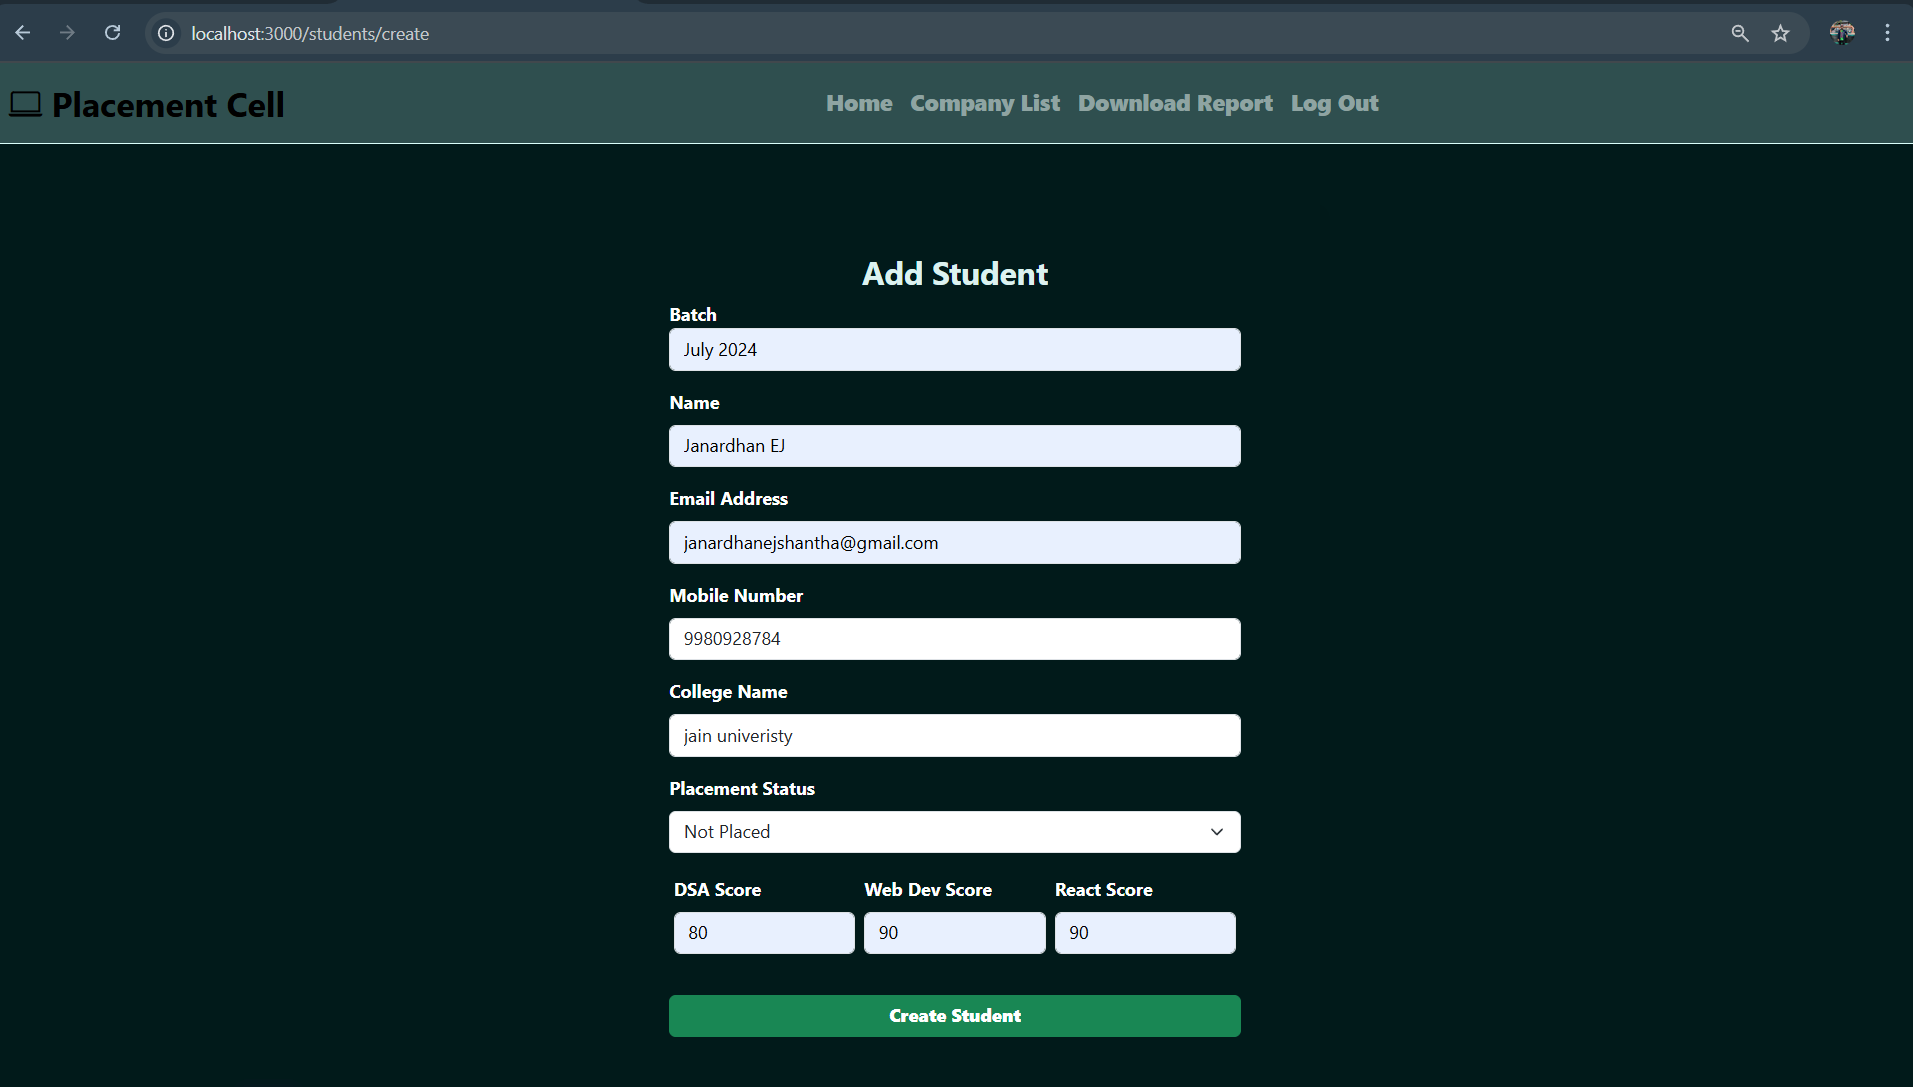 localhost:3000/students/create
Placement Cell
Home Company List Download Report Log Out
Add Student
Batch
July 2024
Name
Janardhan EJ
Email Address
janardhanejshantha@gmail.com
Mobile Number
9980928784
College Name
jain univeristy
Placement Status
Not Placed
DSA Score Web Dev Score React Score
80 90 90
Create Student